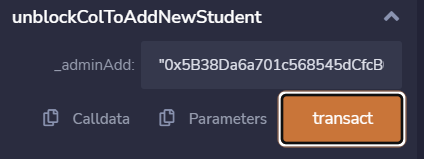 unblockColToAddNewStudent
_adminAdd: "0x5B38Da6a701c568545dCfcB
Calldata Parameters transact